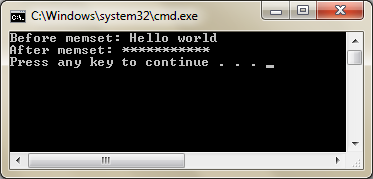 C:\Windows\system32\cmd.exe
Before memset: Hello world
After memset: ***********
Press any key to continue . . . _